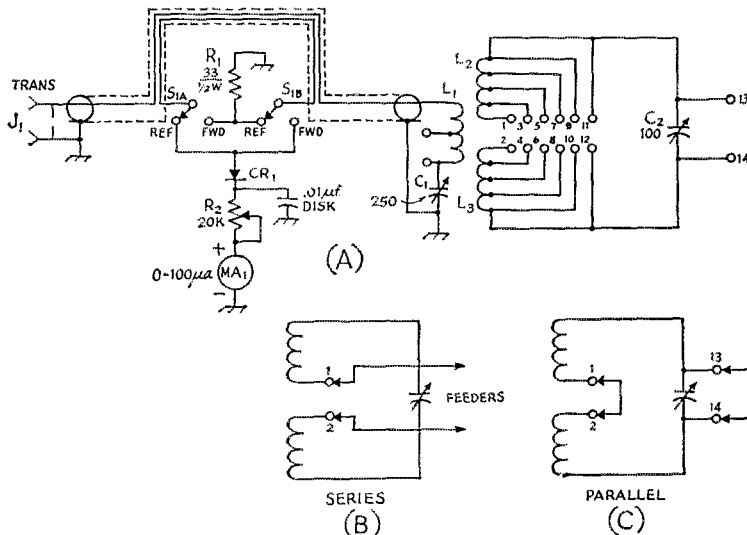 TRANS
J1
S1A
R1
33
1/2W
S1B
REF
FWD
REF
FWD
CR1
.01μf
DISK
R2
20K
+
0-100μa
MA1
-
(A)
L1
C1
250
L2
1 3 5 7 9 11
2 4 6 8 10 12
L3
C2
100
13
14
1
2
FEEDERS
SERIES
(B)
1
2
13
14
PARALLEL
(C)